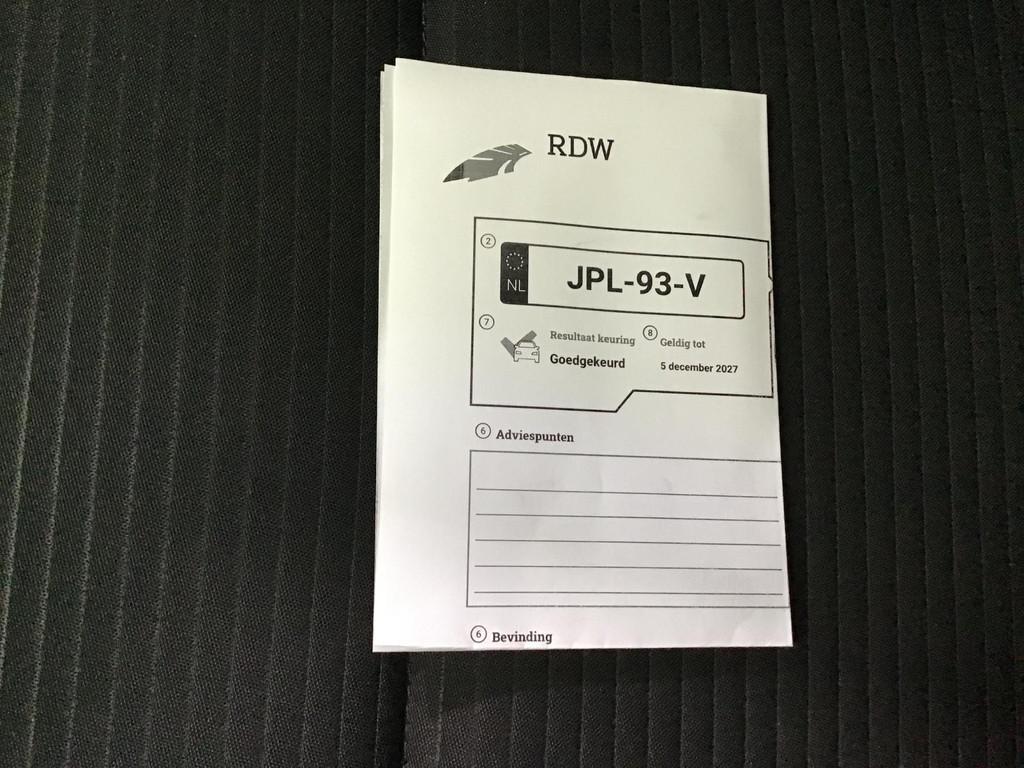 RDW
2
NL JPL-93-V
7 Resultaat keuring 8 Geldig tot
Goedgekeurd 5 december 2027
6 Adviespunten
6 Bevinding